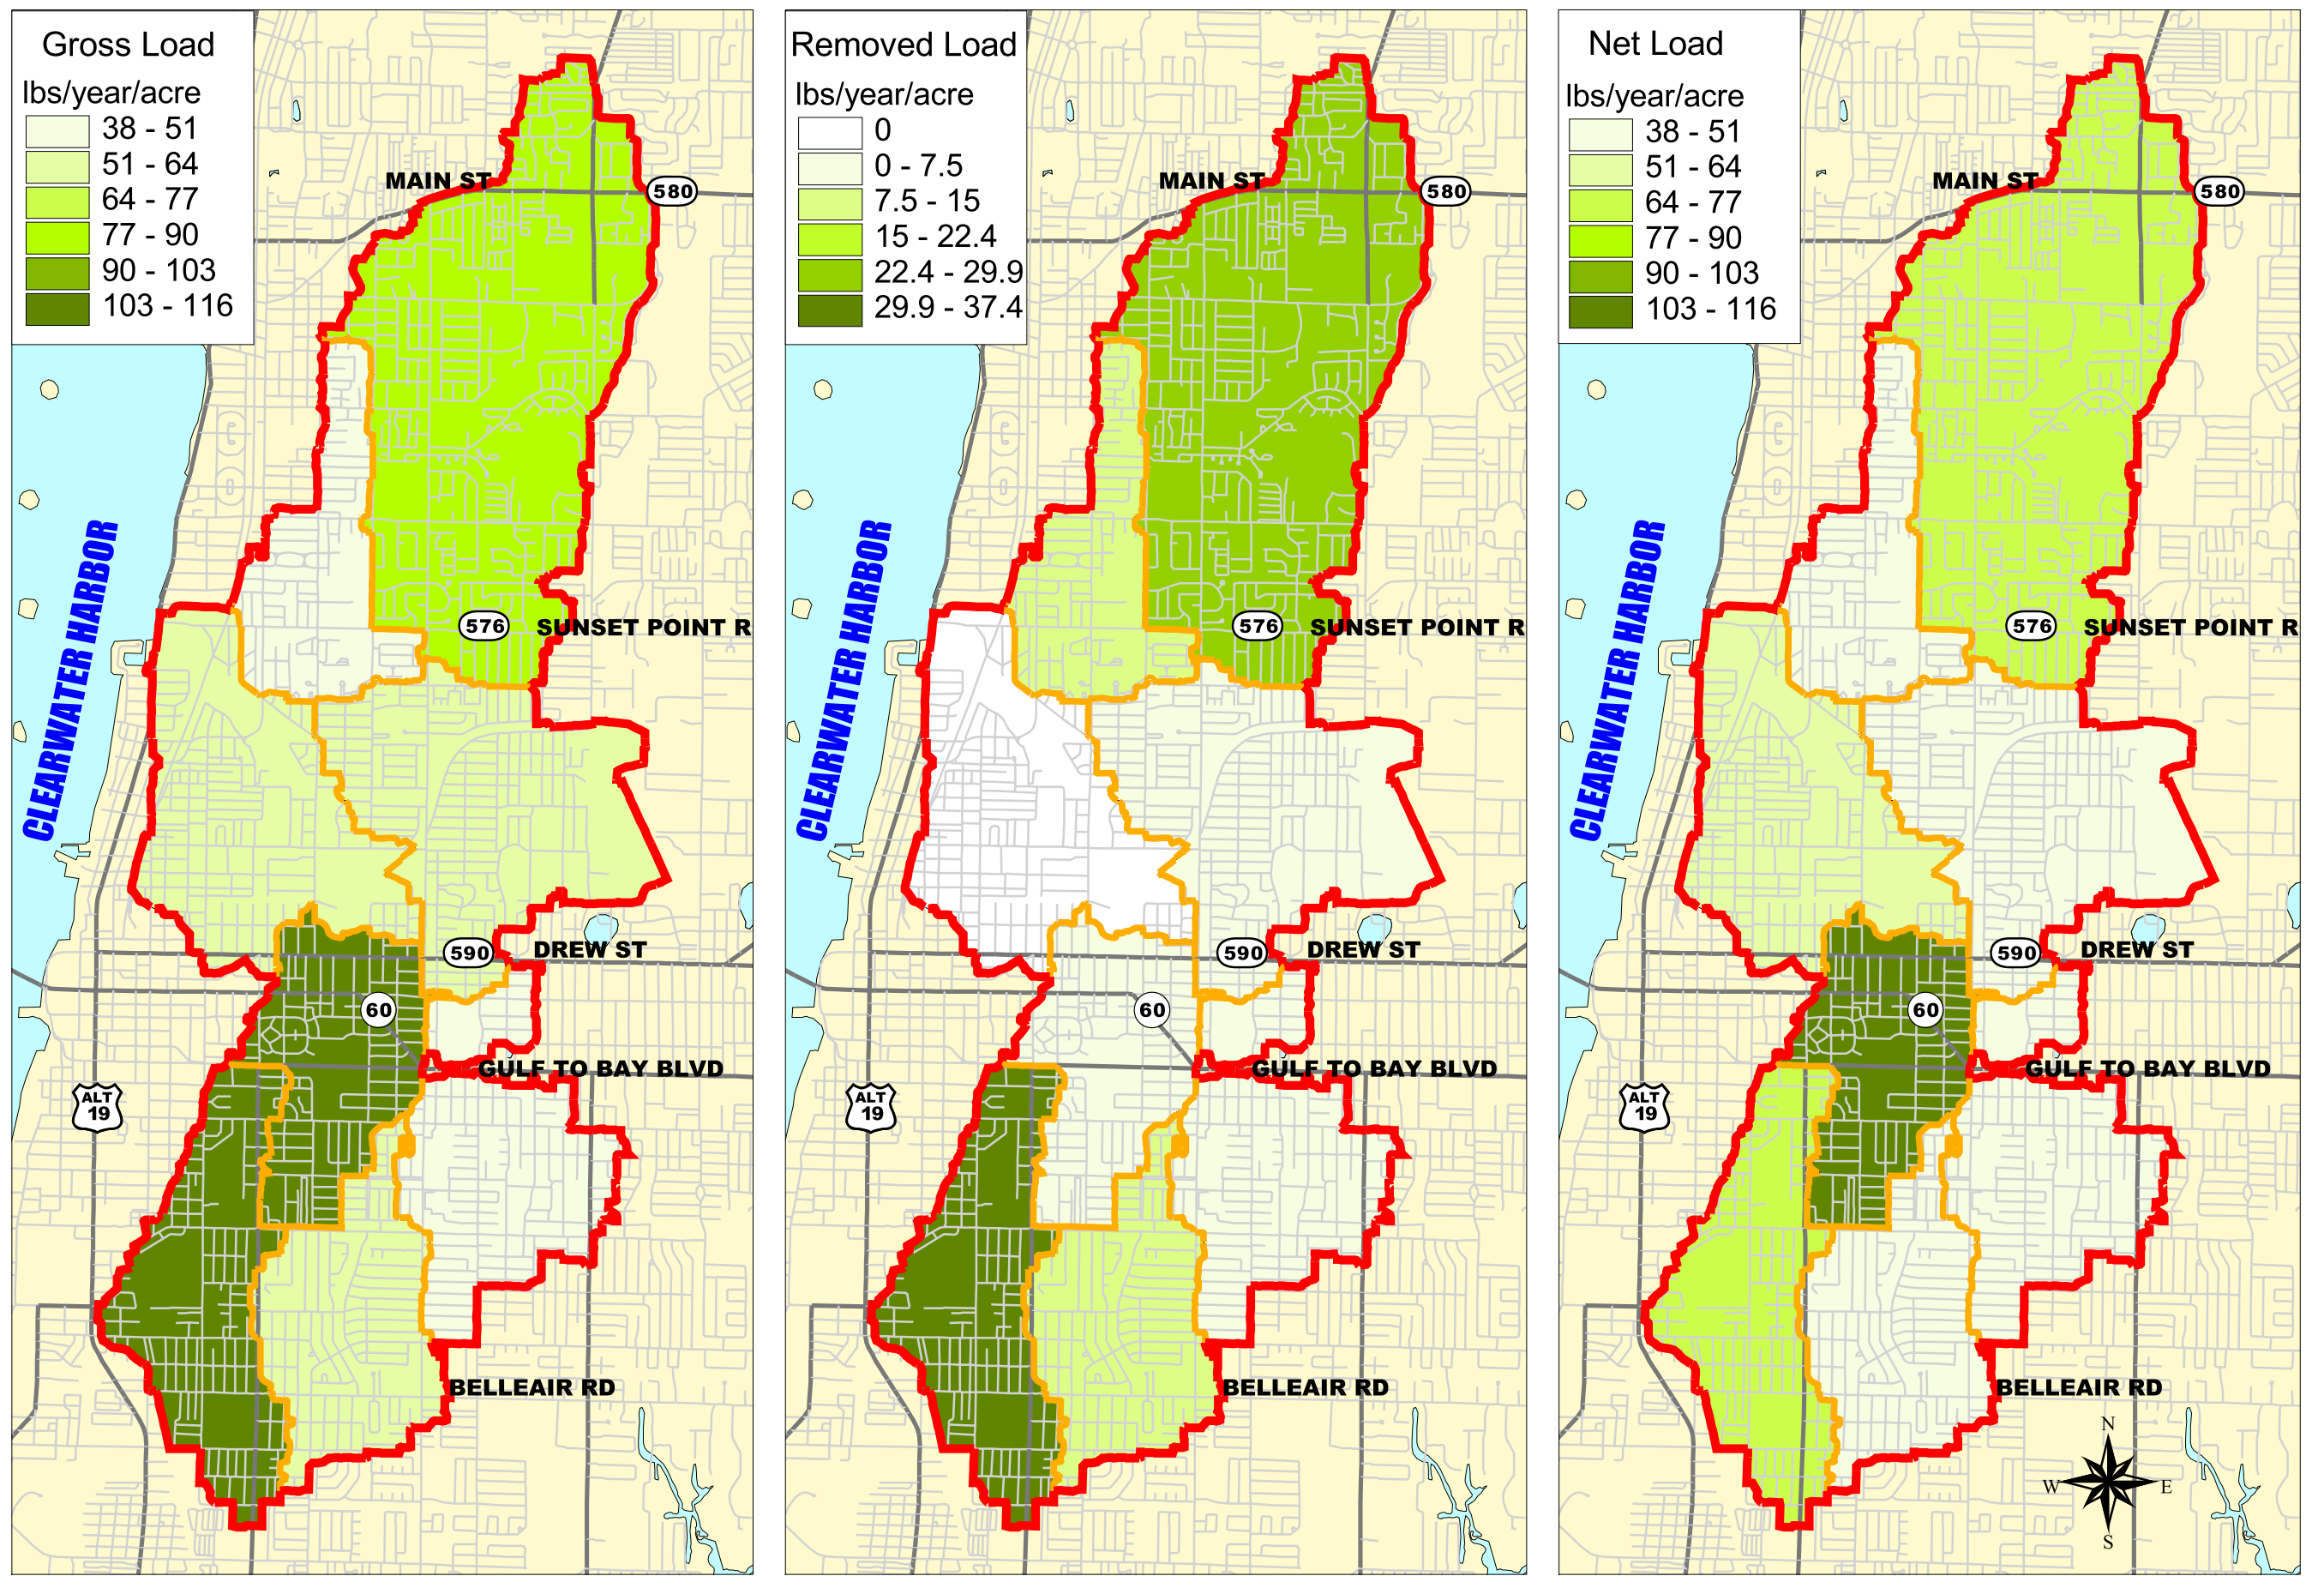 Gross Load
lbs/year/acre
38 - 51
51 - 64
64 - 77
77 - 90
90 - 103
103 - 116
MAIN ST
580
CLEARWATER HARBOR
576
SUNSET POINT R
590
DREW ST
60
GULF TO BAY BLVD
ALT
19
BELLEAIR RD
Removed Load
lbs/year/acre
0
0 - 7.5
7.5 - 15
15 - 22.4
22.4 - 29.9
29.9 - 37.4
MAIN ST
580
CLEARWATER HARBOR
576
SUNSET POINT R
590
DREW ST
60
GULF TO BAY BLVD
ALT
19
BELLEAIR RD
Net Load
lbs/year/acre
38 - 51
51 - 64
64 - 77
77 - 90
90 - 103
103 - 116
MAIN ST
580
CLEARWATER HARBOR
576
SUNSET POINT R
590
DREW ST
60
GULF TO BAY BLVD
ALT
19
BELLEAIR RD
N
W E
S